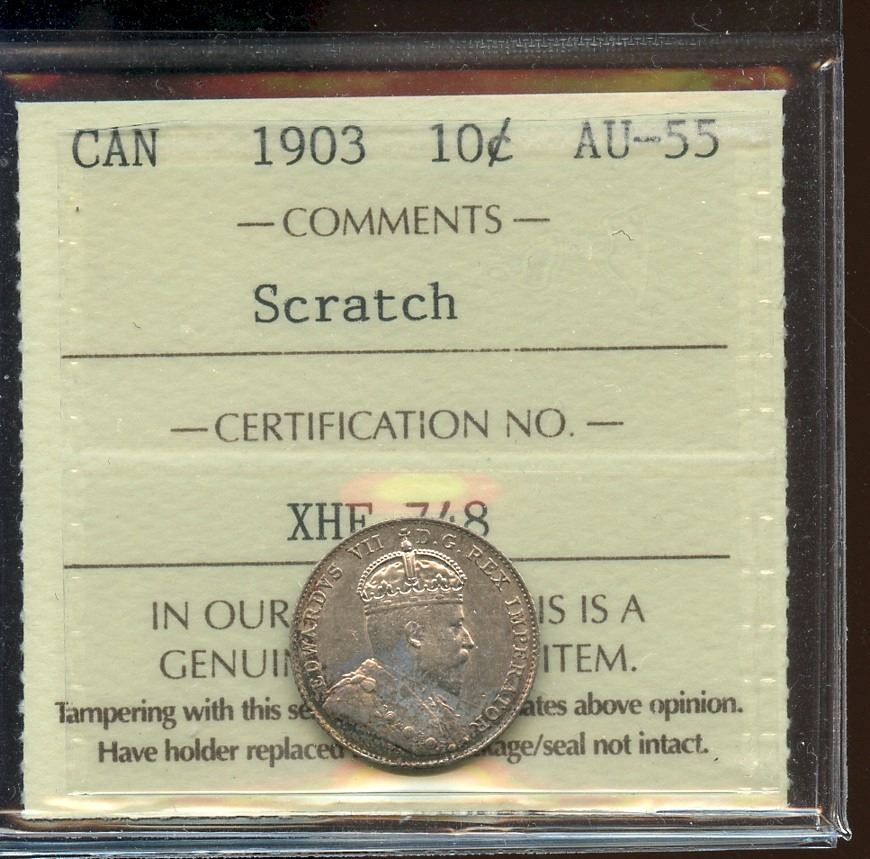 CAN 1903 10¢ AU-55
— COMMENTS —
Scratch
— CERTIFICATION NO. —
XHF 748
IN OUR IS IS A
GENUIN ITEM.
Tampering with this se ates above opinion.
Have holder replaced kage/seal not intact.
EDWARDVS VII D.G. REX IMPERATOR